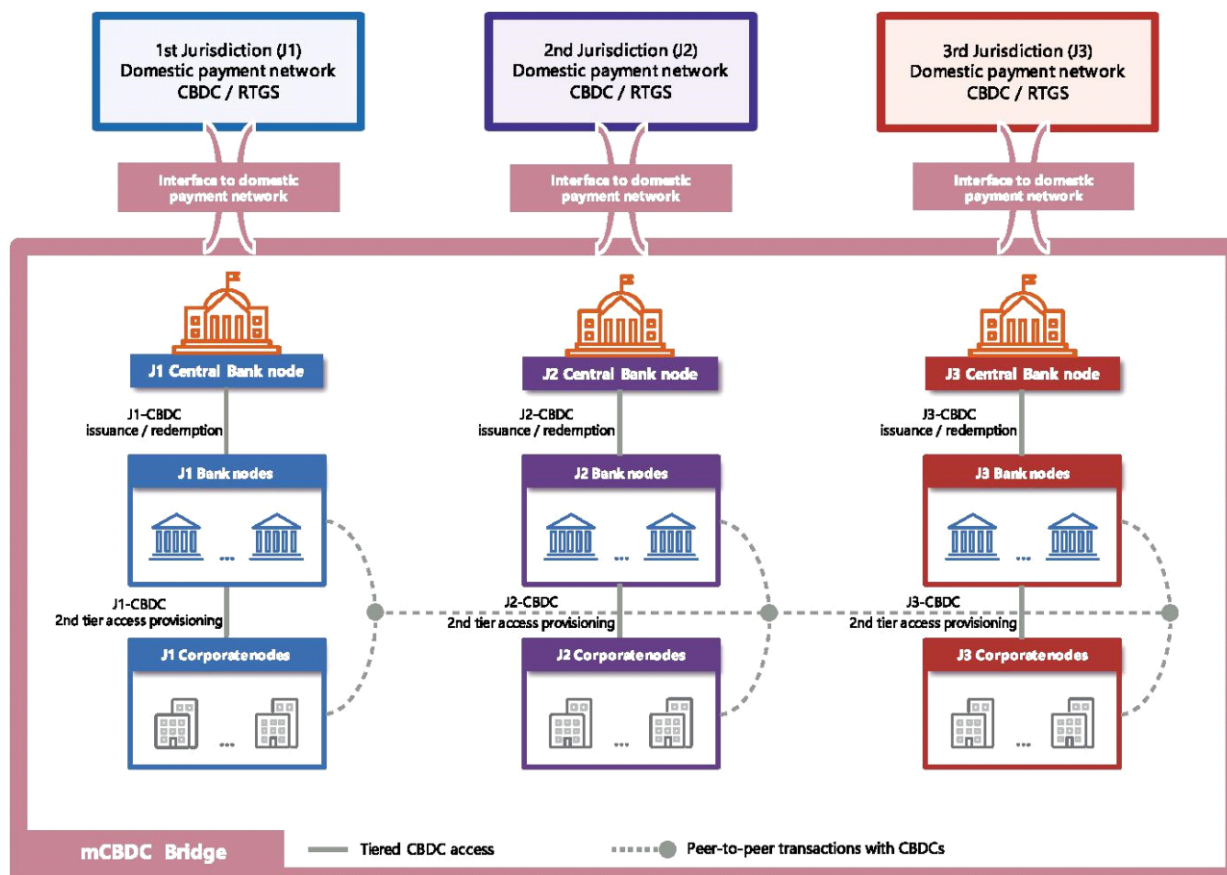 1st Jurisdiction (J1)
Domestic payment network
CBDC / RTGS
2nd Jurisdiction (J2)
Domestic payment network
CBDC / RTGS
3rd Jurisdiction (J3)
Domestic payment network
CBDC / RTGS
Interface to domestic
payment network
Interface to domestic
payment network
Interface to domestic
payment network
J1 Central Bank node
J2 Central Bank node
J3 Central Bank node
J1-CBDC
issuance / redemption
J2-CBDC
issuance / redemption
J3-CBDC
issuance / redemption
J1 Bank nodes
...
J2 Bank nodes
...
J3 Bank nodes
...
J1-CBDC
2nd tier access provisioning
J2-CBDC
2nd tier access provisioning
J3-CBDC
2nd tier access provisioning
J1 Corporatenodes
...
J2 Corporatenodes
...
J3 Corporatenodes
...
mCBDC Bridge
Tiered CBDC access
Peer-to-peer transactions with CBDCs